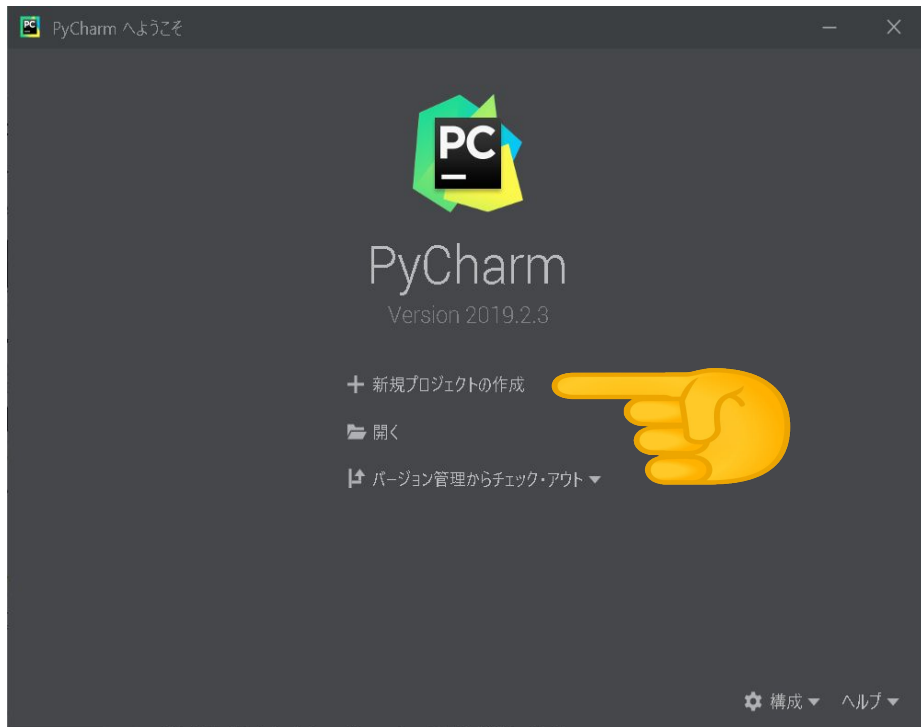 PyCharm へようこそ
PC
PyCharm
Version 2019.2.3
新規プロジェクトの作成
開く
バージョン管理からチェック・アウト
構成 ヘルプ